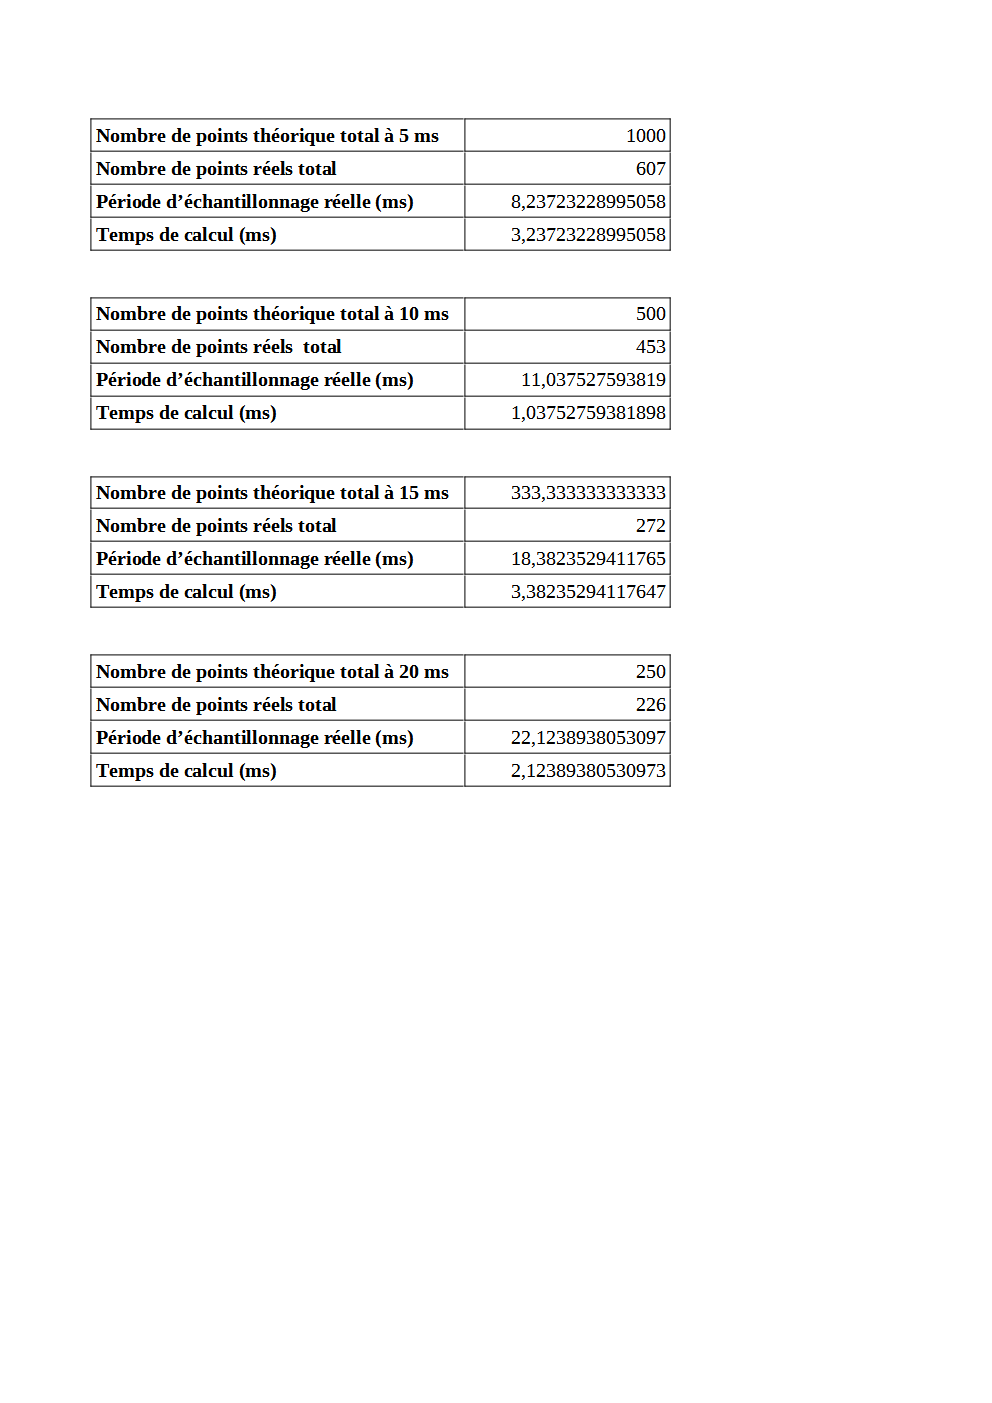 Nombre de points théorique total à 5 ms 1000
Nombre de points réels total 607
Période d’échantillonnage réelle (ms) 8,23723228995058
Temps de calcul (ms) 3,23723228995058
Nombre de points théorique total à 10 ms 500
Nombre de points réels  total 453
Période d’échantillonnage réelle (ms) 11,037527593819
Temps de calcul (ms) 1,03752759381898
Nombre de points théorique total à 15 ms 333,333333333333
Nombre de points réels total 272
Période d’échantillonnage réelle (ms) 18,3823529411765
Temps de calcul (ms) 3,38235294117647
Nombre de points théorique total à 20 ms 250
Nombre de points réels total 226
Période d’échantillonnage réelle (ms) 22,1238938053097
Temps de calcul (ms) 2,12389380530973